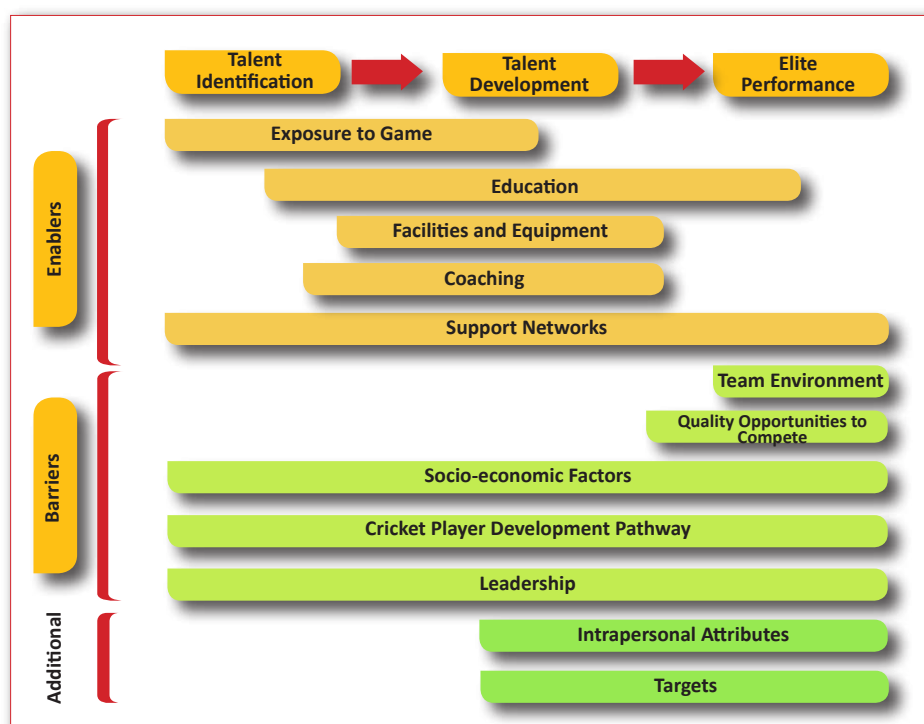 Talent
Identification
Talent
Development
Elite
Performance
Enablers
Exposure to Game
Education
Facilities and Equipment
Coaching
Support Networks
Barriers
Team Environment
Quality Opportunities to
Compete
Socio-economic Factors
Cricket Player Development Pathway
Leadership
Additional
Intrapersonal Attributes
Targets